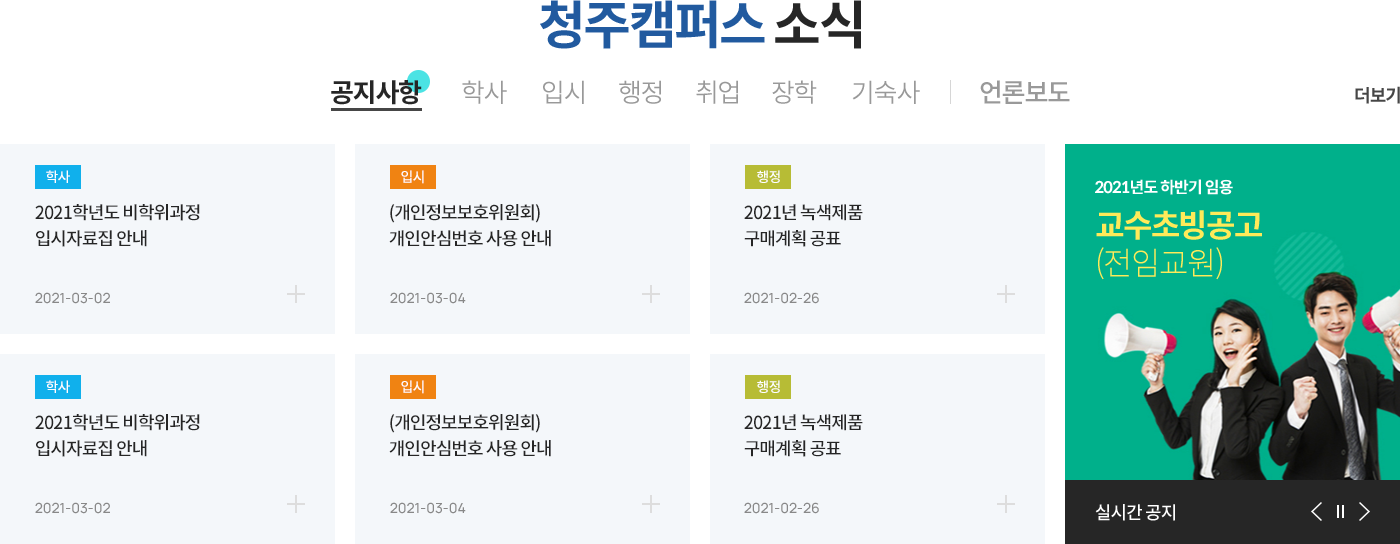 청주캠퍼스 소식
공지사항 학사 입시 행정 취업 장학 기숙사 언론보도 더보기
학사
2021학년도 비학위과정
입시자료집 안내
2021-03-02
입시
(개인정보보호위원회)
개인안심번호 사용 안내
2021-03-04
행정
2021년 녹색제품
구매계획 공표
2021-02-26
2021년도 하반기 임용
교수초빙공고
(전임교원)
학사
2021학년도 비학위과정
입시자료집 안내
2021-03-02
입시
(개인정보보호위원회)
개인안심번호 사용 안내
2021-03-04
행정
2021년 녹색제품
구매계획 공표
2021-02-26
실시간 공지